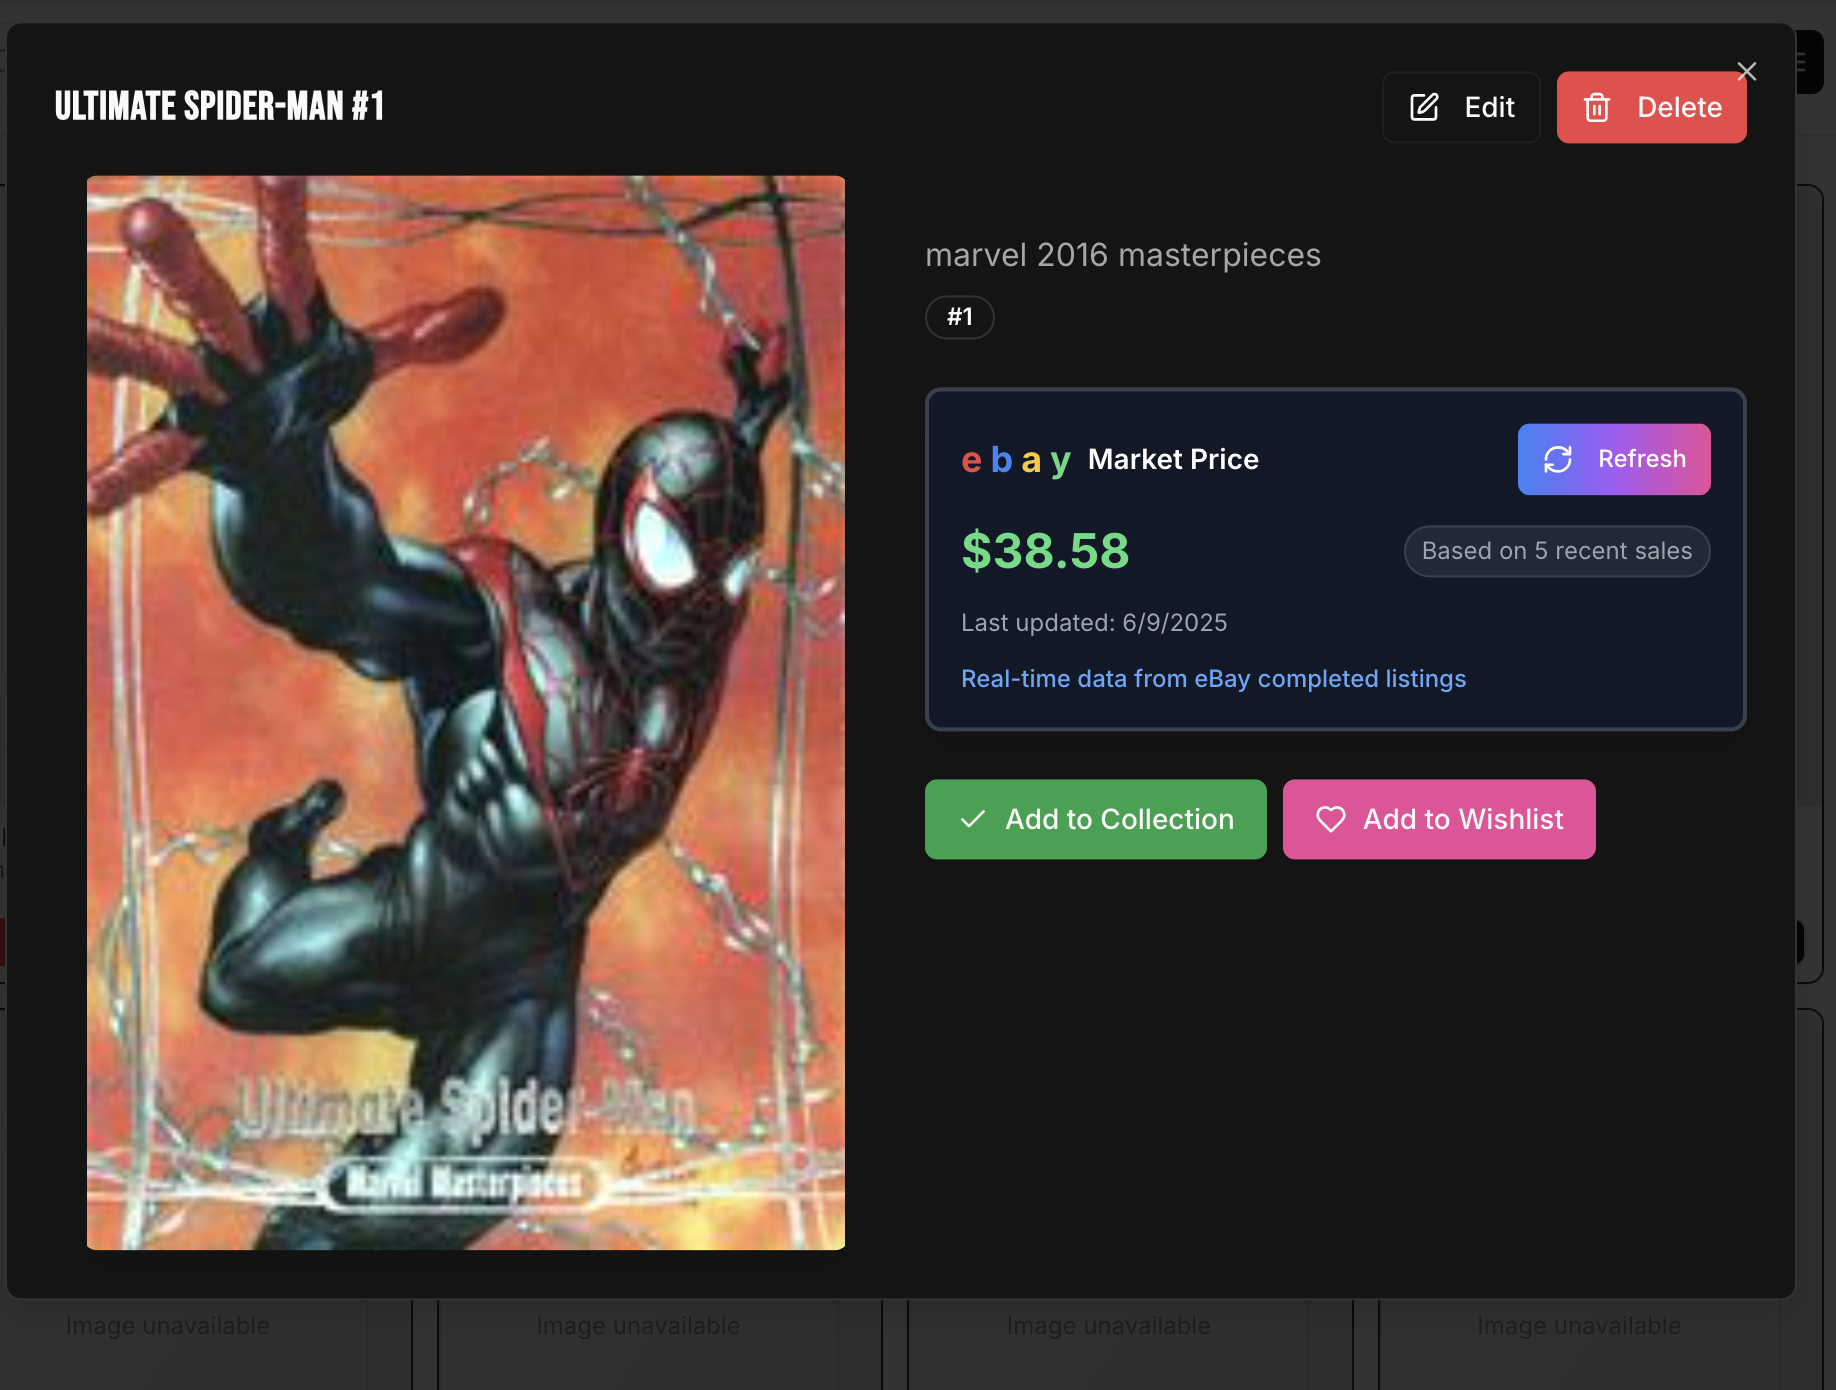 ULTIMATE SPIDER-MAN #1
Edit
Delete
marvel 2016 masterpieces
#1
ebay Market Price
Refresh
$38.58
Based on 5 recent sales
Last updated: 6/9/2025
Real-time data from eBay completed listings
Add to Collection
Add to Wishlist
Ultimate Spider-Man
Marvel Masterpieces
Image unavailable
Image unavailable
Image unavailable
Image unavailable